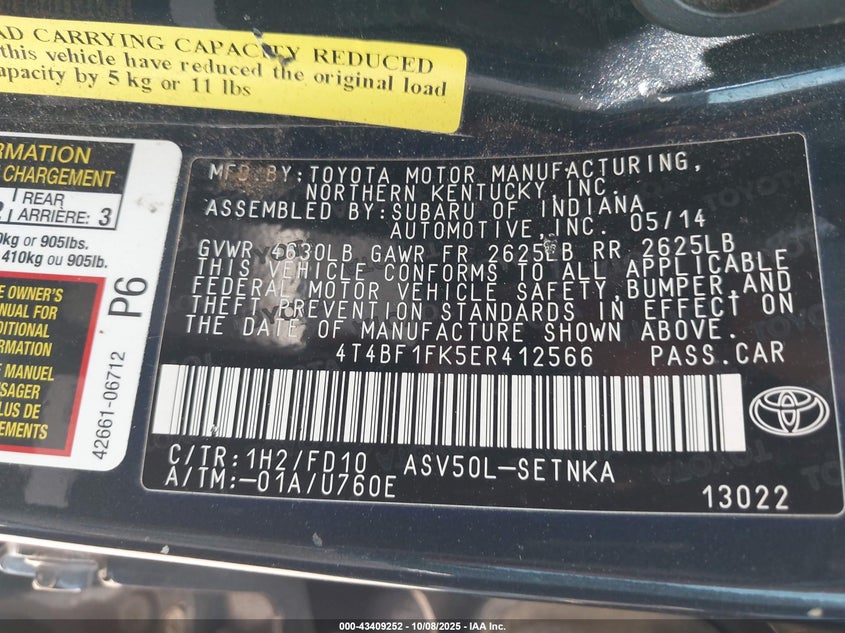 AD CARRYING CAPACITY REDUCED
this vehicle have reduced the original load
apacity by 5 kg or 11 lbs
RMATION
CHARGEMENT
REAR
ARRIÈRE: 3
0kg or 905lbs.
410kg ou 905lb.
E OWNER'S
ANUAL FOR
DITIONAL
ORMATION
E MANUEL
USAGER
PLUS DE
EMENTS
P6
42661-06712
MFD BY: TOYOTA MOTOR MANUFACTURING,
NORTHERN KENTUCKY, INC.
ASSEMBLED BY: SUBARU OF INDIANA
AUTOMOTIVE, INC. 05/14
GVWR 4630LB GAWR FR 2625LB RR 2625LB
THIS VEHICLE CONFORMS TO ALL APPLICABLE
FEDERAL MOTOR VEHICLE SAFETY, BUMPER, AND
THEFT PREVENTION STANDARDS IN EFFECT ON
THE DATE OF MANUFACTURE SHOWN ABOVE.
4T4BF1FK5ER412566 PASS.CAR
C/TR: 1H2/FD10 ASV50L-SETNKA
A/TM: -01A/U760E
13022
000-43409252 - 10/08/2025 - IAA Inc.